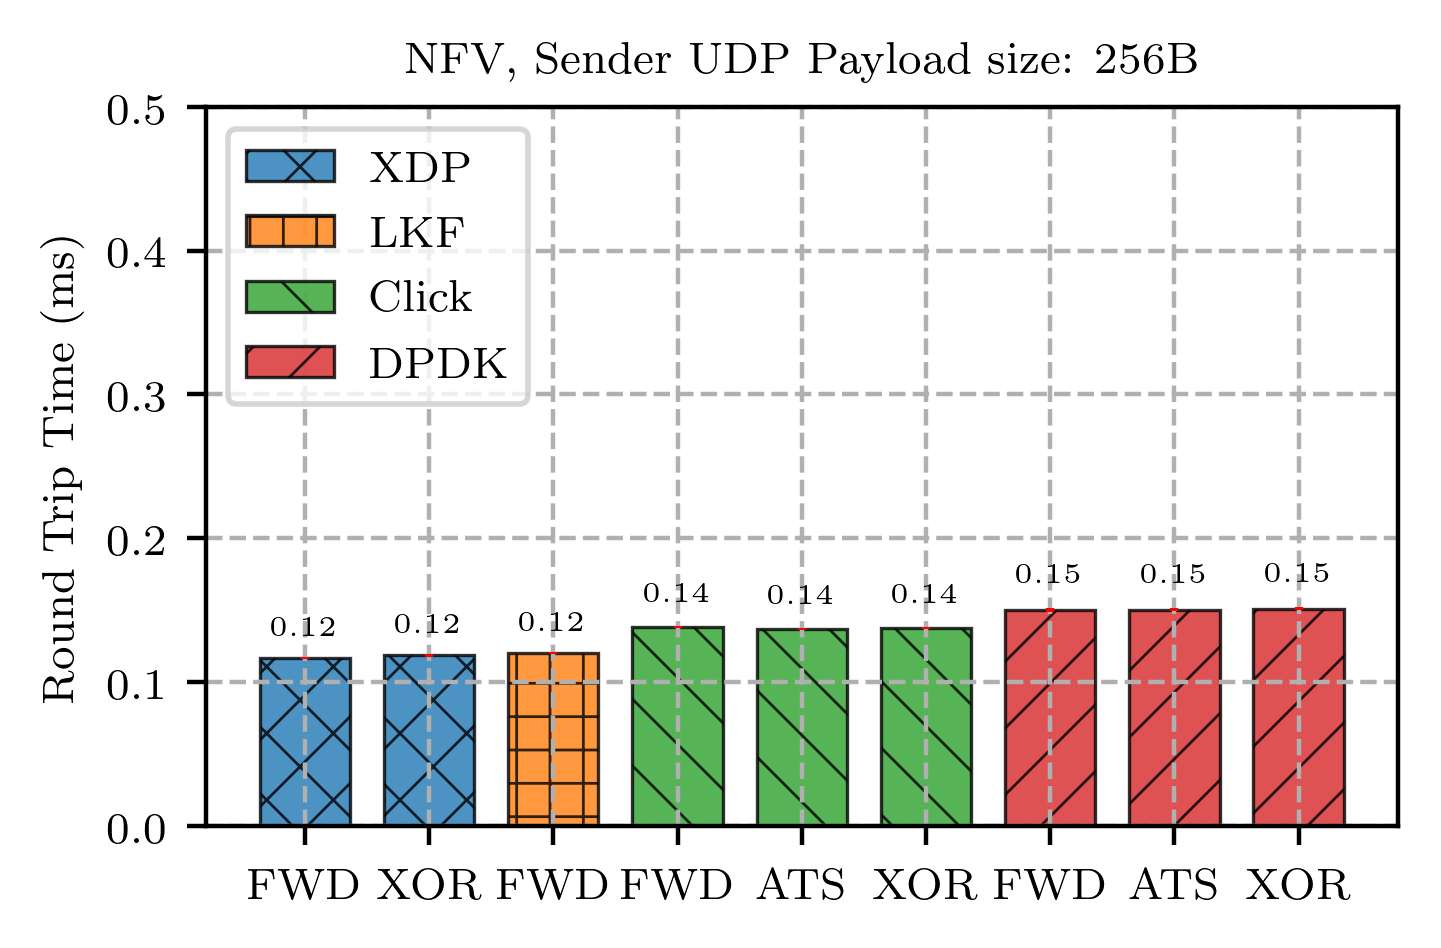 NFV, Sender UDP Payload size: 256B
Round Trip Time (ms)
0.5
0.4
0.3
0.2
0.1
0.0
XDP
LKF
Click
DPDK
0.12 0.12 0.12 0.14 0.14 0.14 0.15 0.15 0.15
FWD XOR FWD FWD ATS XOR FWD ATS XOR